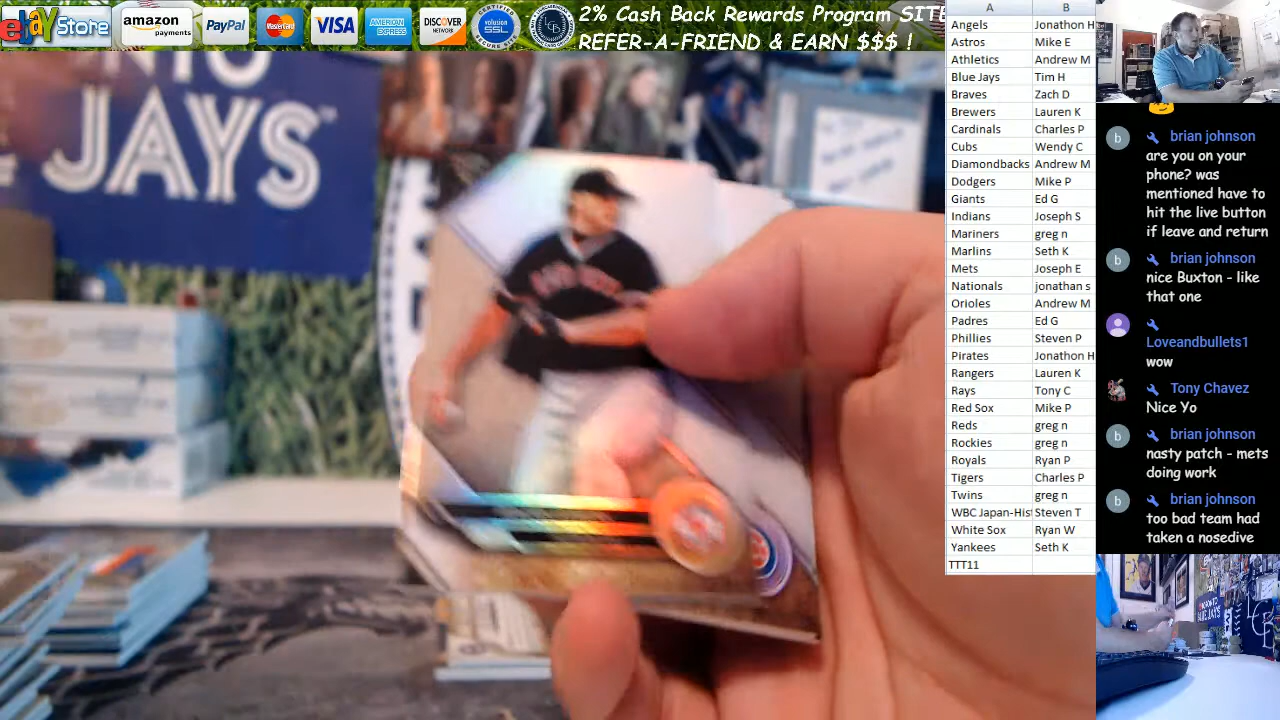 ebay Store
amazon
payments
PayPal
MasterCard
VISA
AMERICAN
EXPRESS
DISCOVER
NETWORK
volusion
SSL
2% Cash Back Rewards Program SITE
REFER-A-FRIEND & EARN $$$ !
JAYS
A B
Angels Jonathon H
Astros Mike E
Athletics Andrew M
Blue Jays Tim H
Braves Zach D
Brewers Lauren K
Cardinals Charles P
Cubs Wendy C
Diamondbacks Andrew M
Dodgers Mike P
Giants Ed G
Indians Joseph S
Mariners greg n
Marlins Seth K
Mets Joseph E
Nationals jonathan s
Orioles Andrew M
Padres Ed G
Phillies Steven P
Pirates Jonathon H
Rangers Lauren K
Rays Tony C
Red Sox Mike P
Reds greg n
Rockies greg n
Royals Ryan P
Tigers Charles P
Twins greg n
WBC Japan-Hist Steven T
White Sox Ryan W
Yankees Seth K
TTT11
b brian johnson
are you on your
phone? was
mentioned have to
hit the live button
if leave and return
b brian johnson
nice Buxton - like
that one
Loveandbullets1
wow
Tony Chavez
Nice Yo
b brian johnson
nasty patch - mets
doing work
b brian johnson
too bad team had
taken a nosedive